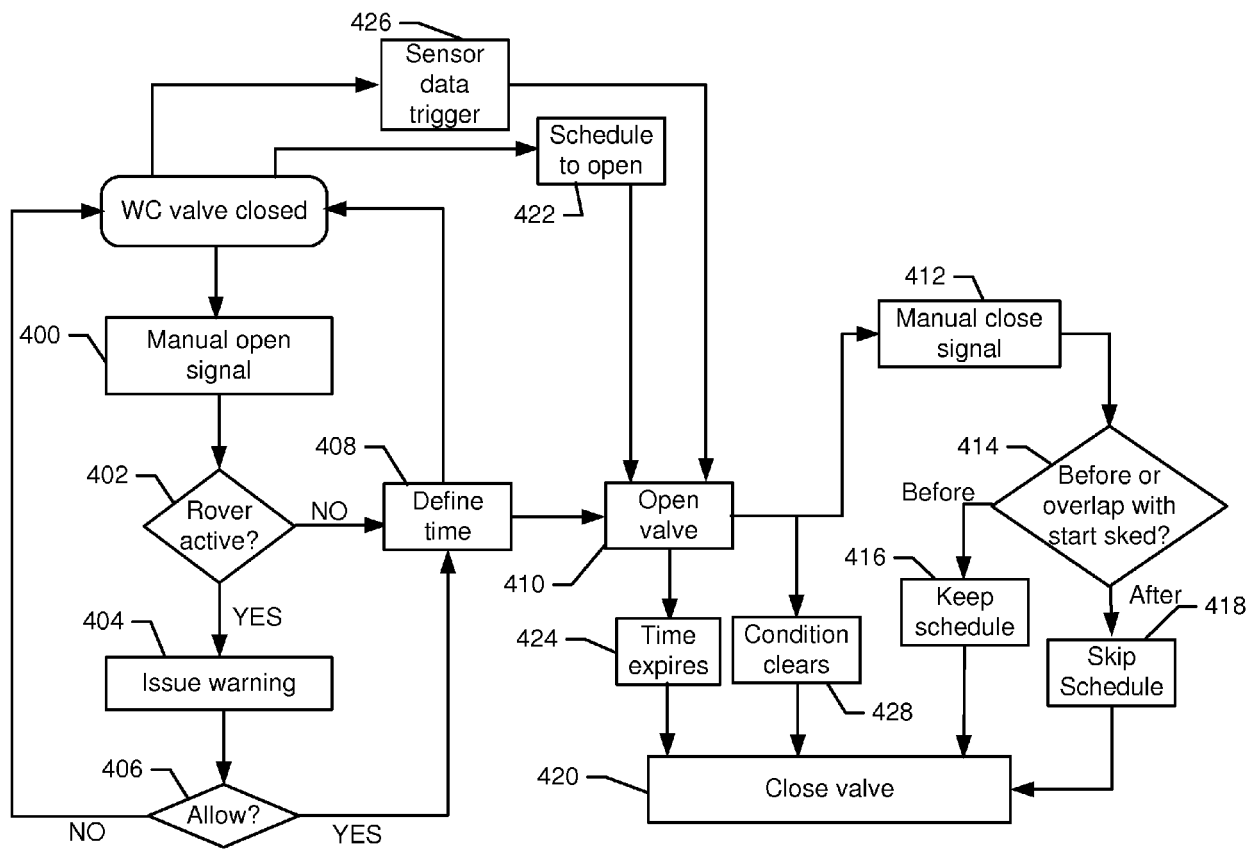 426
Sensor
data
trigger
Schedule
to open
422
WC valve closed
400
Manual open
signal
402
Rover
active?
NO
YES
404
Issue warning
406
Allow?
NO
YES
408
Define
time
Open
valve
410
412
Manual close
signal
414
Before or
overlap with
start sked?
Before
After
416
Keep
schedule
418
Skip
Schedule
424
Time
expires
Condition
clears
428
420
Close valve